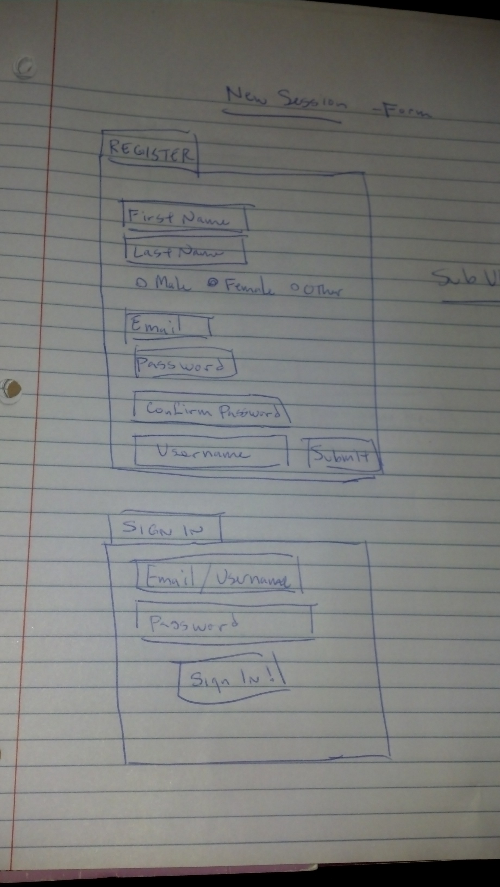 New Session - Form
REGISTER
First Name
Last Name
Male Female Other
Sub
Email
Password
Confirm Password
Username Submit
SIGN IN
Email / Username
Password
Sign In!